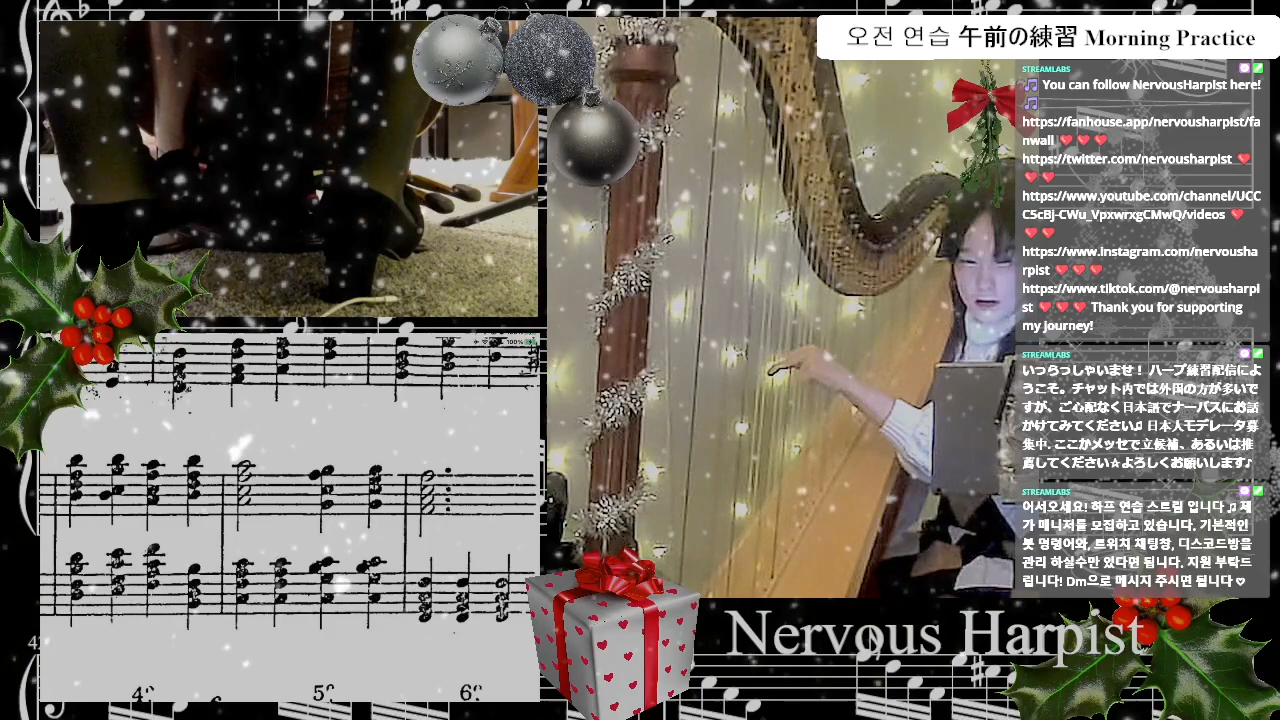 오전 연습 午前の練習 Morning Practice
STREAMLABS
🎵 You can follow NervousHarpist here!
🎵
https://fanhouse.app/nervousharpist/fa
nwall ❤️ ❤️ ❤️
https://twitter.com/nervousharpist ❤️
❤️ ❤️
https://www.youtube.com/channel/UCC
C5cBj-CWu_VpxwrxgCMwQ/videos ❤️
❤️ ❤️
https://www.instagram.com/nervousha
rpist ❤️ ❤️ ❤️
https://www.tiktok.com/@nervousharpi
st ❤️ ❤️ ❤️ Thank you for supporting
my journey!
STREAMLABS
いつらっしゃいませ！ ハープ練習配信によ
うこそ。チャット内では外国の方が多いで
すが、ご心配なく日本語でナーバスにお話
かけてみてください♫ 日本人モデレータ募
集中. ここかメッセで立候補、あるいは推
薦してください☆よろしくお願いします♪
STREAMLABS
어서오세요! 하프 연습 스트림 입니다 ♫ 제
가 매니저를 모집하고 있습니다. 기본적인
봇 명령어와, 트위치 채팅창, 디스코드방을
관리 하실수만 있다면 됩니다. 지원 부탁드
립니다! Dm으로 메시지 주시면 됩니다 ♡
100%
Nervous Harpist
4
5
6